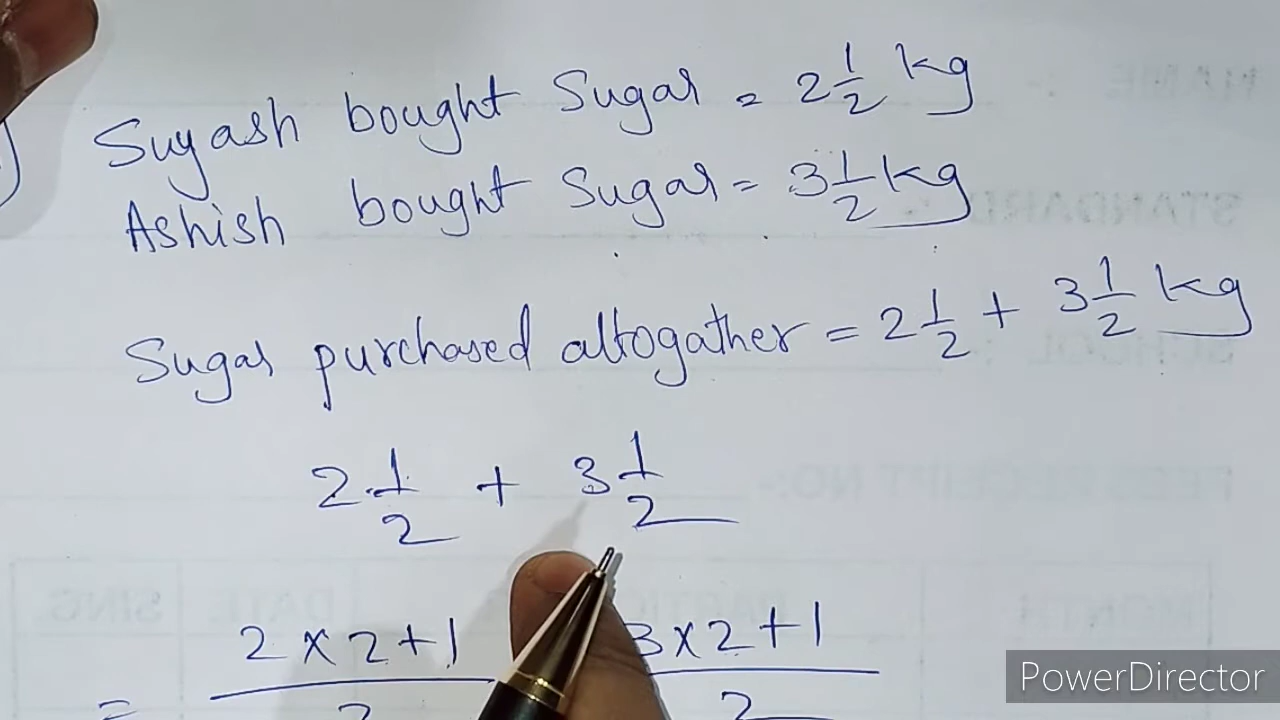 Suyash bought Sugar = 2 1/2 kg
Ashish bought Sugar = 3 1/2 kg
Sugar purchased altogather = 2 1/2 + 3 1/2 kg
2 1/2 + 3 1/2
= 2 x 2 + 1 / 2 3 x 2 + 1 / 2
PowerDirector